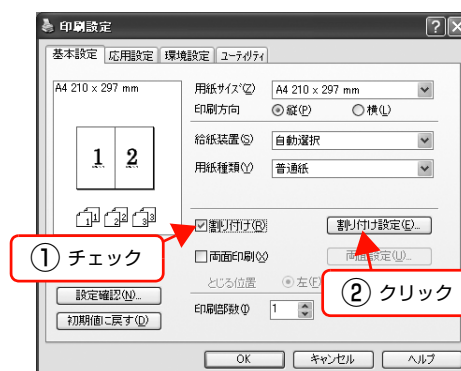 印刷設定
基本設定 応用設定 環境設定 ユーティリティ
A4 210 x 297 mm
用紙サイズ(Z) A4 210 x 297 mm
印刷方向 縦(P) 横(L)
給紙装置(S) 自動選択
1 2
用紙種類(Y) 普通紙
1 1 2 2 3 3
割り付け(R) 割り付け設定(E)...
① チェック
両面印刷(X) 両面設定(U)...
とじる位置 左(F)
② クリック
設定確認(N)...
印刷部数(I) 1
初期値に戻す(D)
OK キャンセル ヘルプ